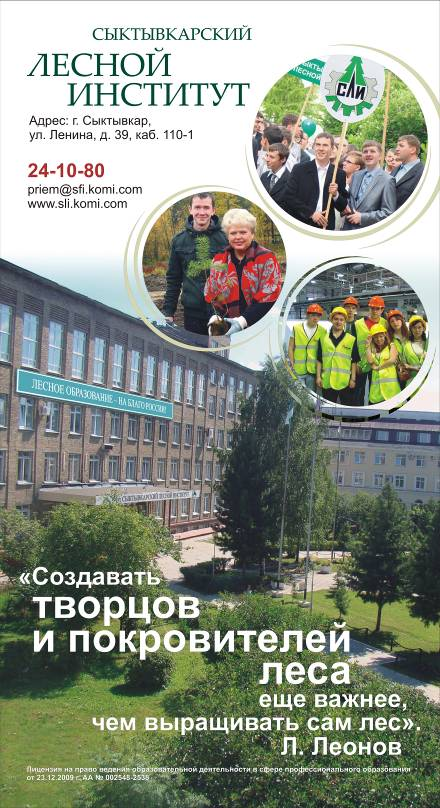 СЫКТЫВКАРСКИЙ
ЛЕСНОЙ
ИНСТИТУТ
Адрес: г. Сыктывкар,
ул. Ленина, д. 39, каб. 110-1
24-10-80
priem@sfi.komi.com
www.sli.komi.com
СЫКТЫ
ЛЕСНОЙ
СЛИ
ЛЕСНОЕ ОБРАЗОВАНИЕ – НА БЛАГО РОССИИ!
СЫКТЫВКАРСКИЙ ЛЕСНОЙ ИНСТИТУТ
«Создавать
творцов
и покровителей
леса
еще важнее,
чем выращивать сам лес».
Л. Леонов
Лицензия на право ведения образовательной деятельности в сфере профессионального образования
от 23.12.2009 г. АА № 002548-2538